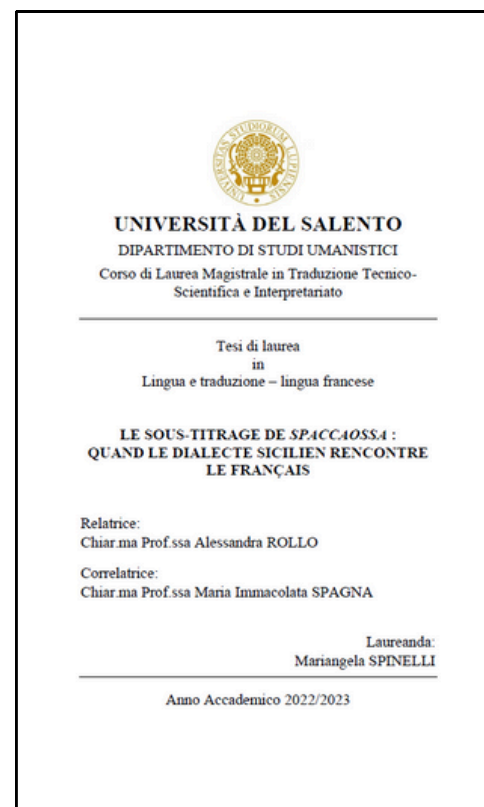 UNIVERSITAS STUDIORUM LUPIENSIS
UNIVERSITÀ DEL SALENTO
DIPARTIMENTO DI STUDI UMANISTICI
Corso di Laurea Magistrale in Traduzione Tecnico-
Scientifica e Interpretariato
Tesi di laurea
in
Lingua e traduzione – lingua francese
LE SOUS-TITRAGE DE SPACCAOSSA :
QUAND LE DIALECTE SICILIEN RENCONTRE
LE FRANÇAIS
Relatrice:
Chiar.ma Prof.ssa Alessandra ROLLO
Correlatrice:
Chiar.ma Prof.ssa Maria Immacolata SPAGNA
Laureanda:
Mariangela SPINELLI
Anno Accademico 2022/2023